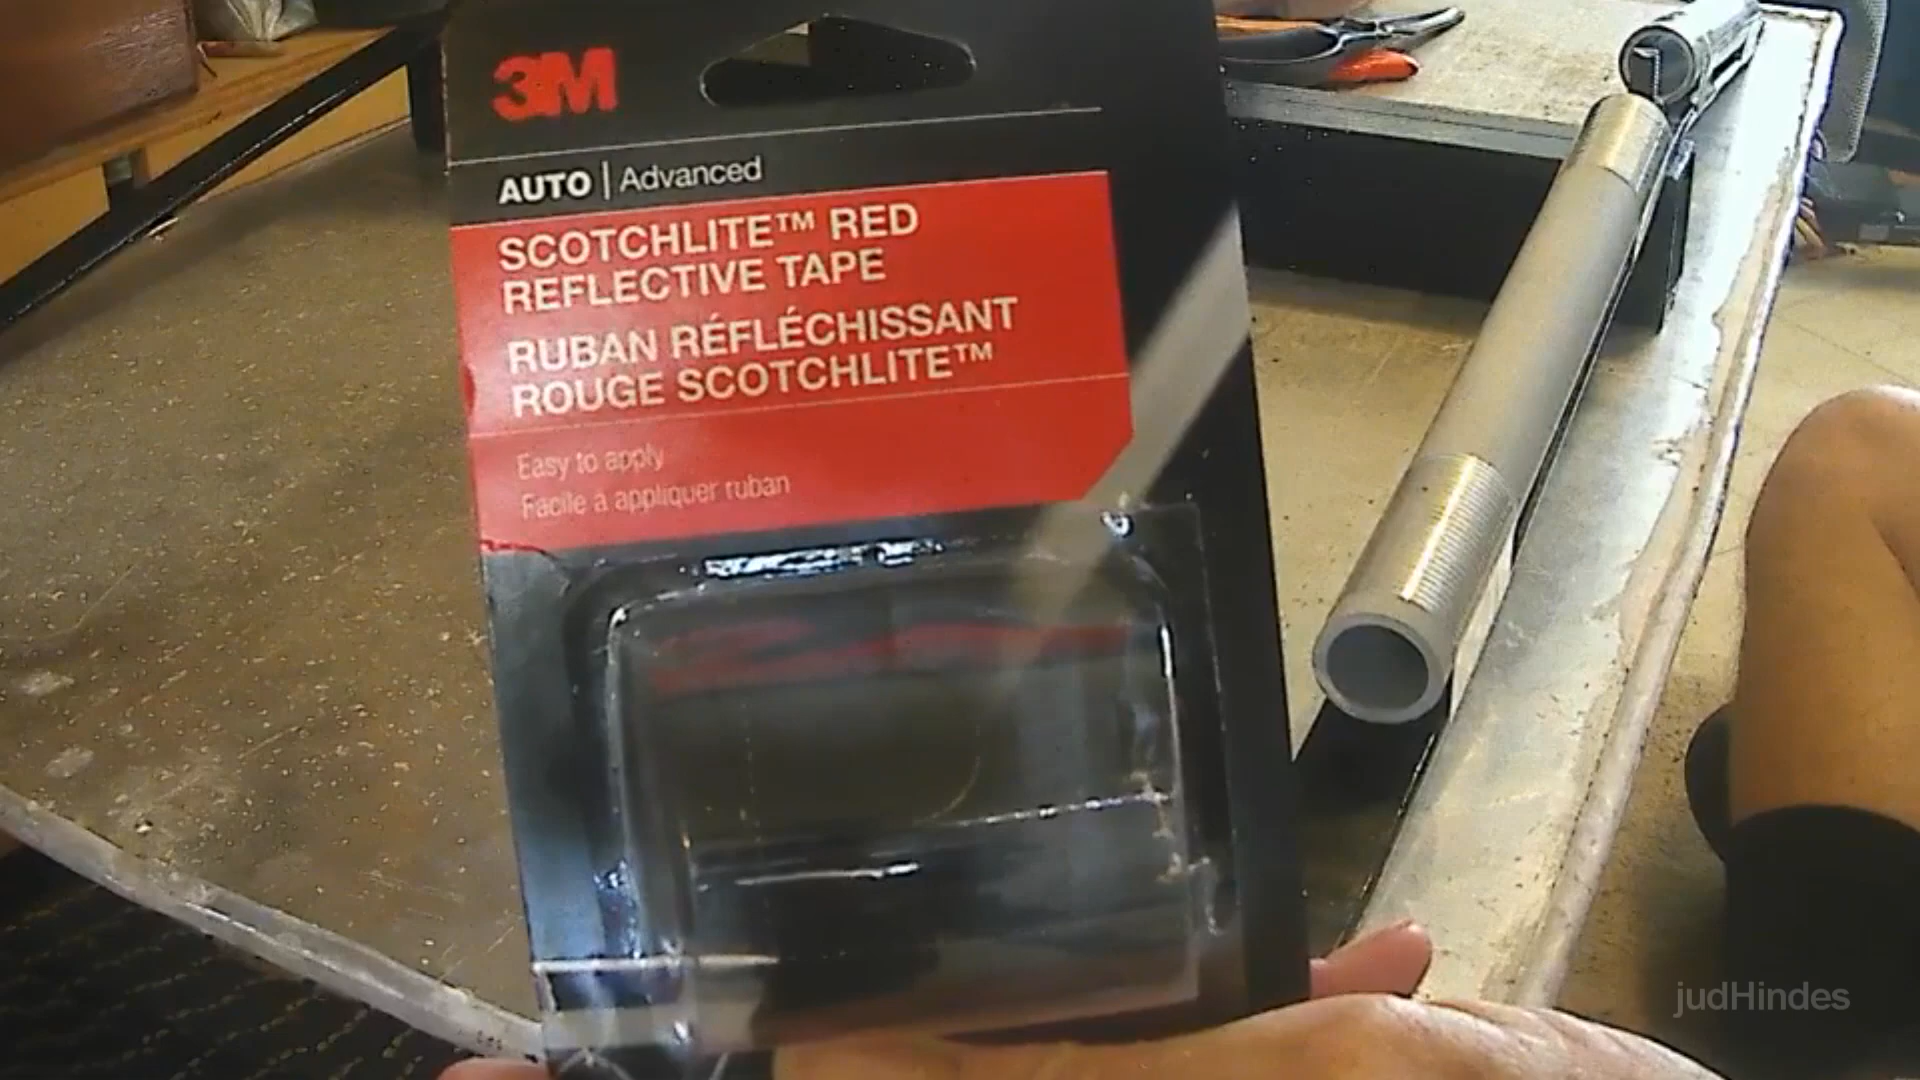 3M
AUTO | Advanced
SCOTCHLITE™ RED
REFLECTIVE TAPE
RUBAN RÉFLÉCHISSANT
ROUGE SCOTCHLITE™
Easy to apply
Facile à appliquer ruban
judHindes